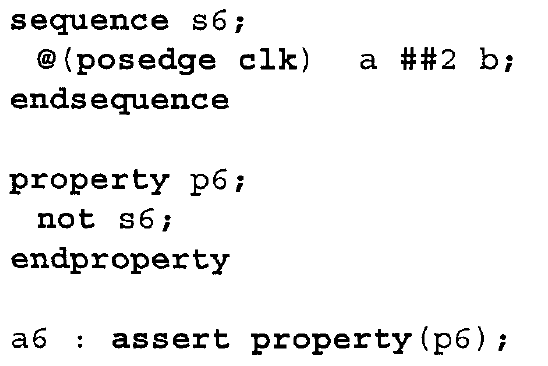 sequence s6;
@(posedge clk) a ##2 b;
endsequence
property p6;
not s6;
endproperty
a6 : assert property(p6);